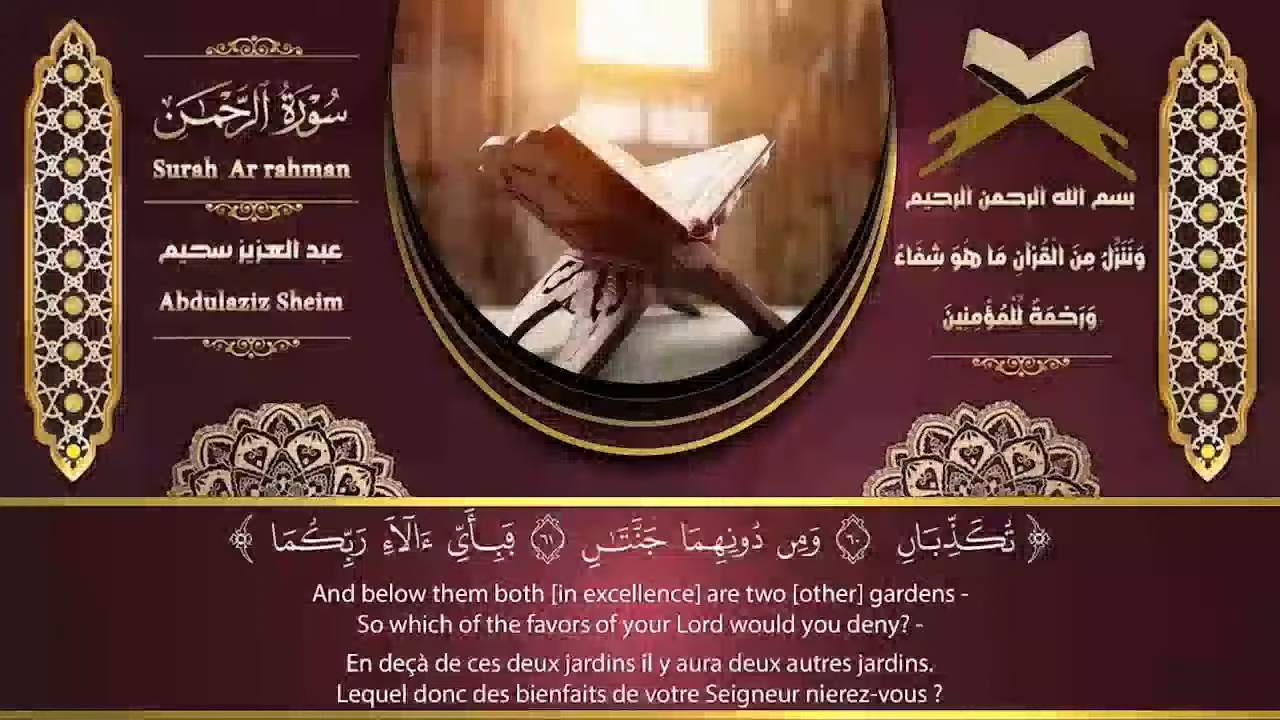 سُورَةُ الرَّحْمَٰن
Surah Ar rahman
عبد العزيز سحيم
Abdulaziz Sheim
بسم الله الرحمن الرحيم
وَنُنَزِّلُ مِنَ الْقُرْآنِ مَا هُوَ شِفَاءٌ
وَرَحْمَةٌ لِّلْمُؤْمِنِينَ
﴿ تُكَذِّبَانِ ٦٠ وَمِن دُونِهِمَا جَنَّتَٰنِ ٦١ فَبِأَيِّ ءَالَآءِ رَبِّكُمَا ﴾
And below them both [in excellence] are two [other] gardens -
So which of the favors of your Lord would you deny? -
En deçà de ces deux jardins il y aura deux autres jardins.
Lequel donc des bienfaits de votre Seigneur nierez-vous ?